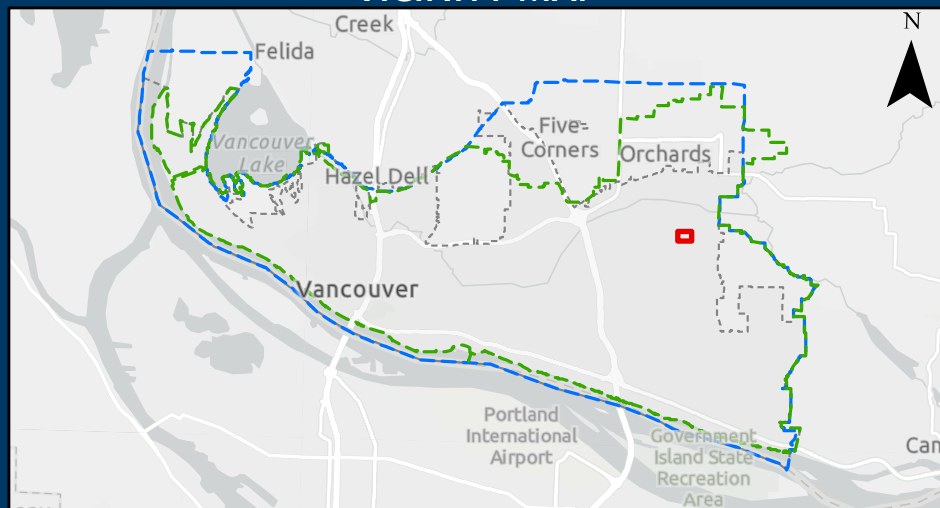 N
Creek
Felida
Vancouver
Lake
Five-
Corners
Orchards
Hazel Dell
Vancouver
Portland
International
Airport
Government
Island State
Recreation
Area